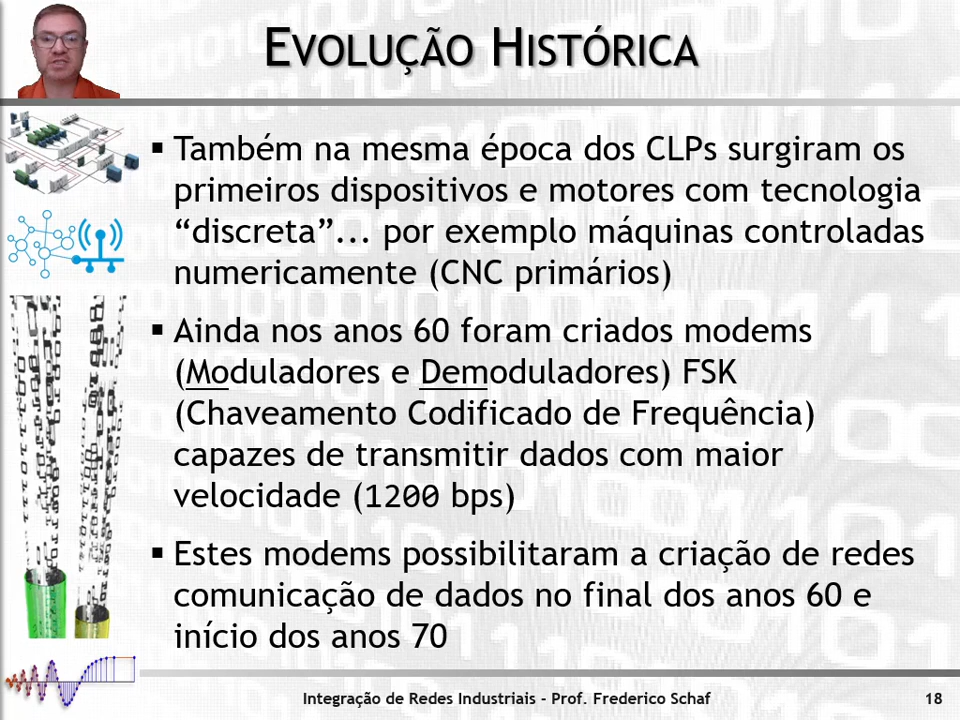 EVOLUÇÃO HISTÓRICA
▪ Também na mesma época dos CLPs surgiram os
primeiros dispositivos e motores com tecnologia
“discreta”... por exemplo máquinas controladas
numericamente (CNC primários)
▪ Ainda nos anos 60 foram criados modems
(Moduladores e Demoduladores) FSK
(Chaveamento Codificado de Frequência)
capazes de transmitir dados com maior
velocidade (1200 bps)
▪ Estes modems possibilitaram a criação de redes
comunicação de dados no final dos anos 60 e
início dos anos 70
Integração de Redes Industriais - Prof. Frederico Schaf
18